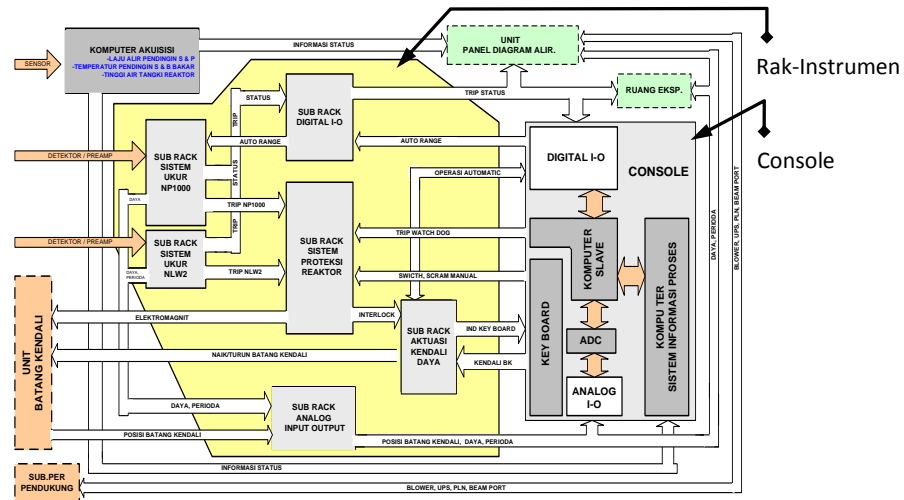 KOMPUTER AKUISISI
-LAJU ALIR PENDINGIN S & P
-TEMPERATUR PENDINGIN S & B BAKAR
-TINGGI AIR TANGKI REAKTOR
SENSOR
INFORMASI STATUS
UNIT
PANEL DIAGRAM ALIR.
Rak-Instrumen
RUANG EKSP.
Console
STATUS
TRIP
SUB RACK
DIGITAL I-O
TRIP STATUS
AUTO RANGE
AUTO RANGE
DETEKTOR / PREAMP
SUB RACK
SISTEM
UKUR
NP1000
STATUS
TRIP
DAYA
TRIP NP1000
DETEKTOR / PREAMP
SUB RACK
SISTEM
UKUR NLW2
DAYA,
PERIODA
TRIP NLW2
SUB RACK
SISTEM
PROTEKSI
REAKTOR
OPERASI AUTOMATIC
TRIP WATCH DOG
SWICTH, SCRAM MANUAL
DIGITAL I-O
CONSOLE
KOMPUTER
SLAVE
KEY BOARD
ADC
ANALOG
I-O
KOMPUTER
SISTEM INFORMASI PROSES
DAYA, PERIODA
BLOWER, UPS, PLN, BEAM PORT
ELEKTROMAGNIT
INTERLOCK
SUB RACK
AKTUASI
KENDALI
DAYA
IND KEY BOARD
KENDALI BK
UNIT
BATANG KENDALI
NAIK/TURUN BATANG KENDALI
DAYA, PERIODA
SUB RACK
ANALOG
INPUT OUTPUT
POSISI BATANG KENDALI
POSISI BATANG KENDALI, DAYA, PERIODA
INFORMASI STATUS
SUB.PER
PENDUKUNG
BLOWER, UPS, PLN, BEAM PORT